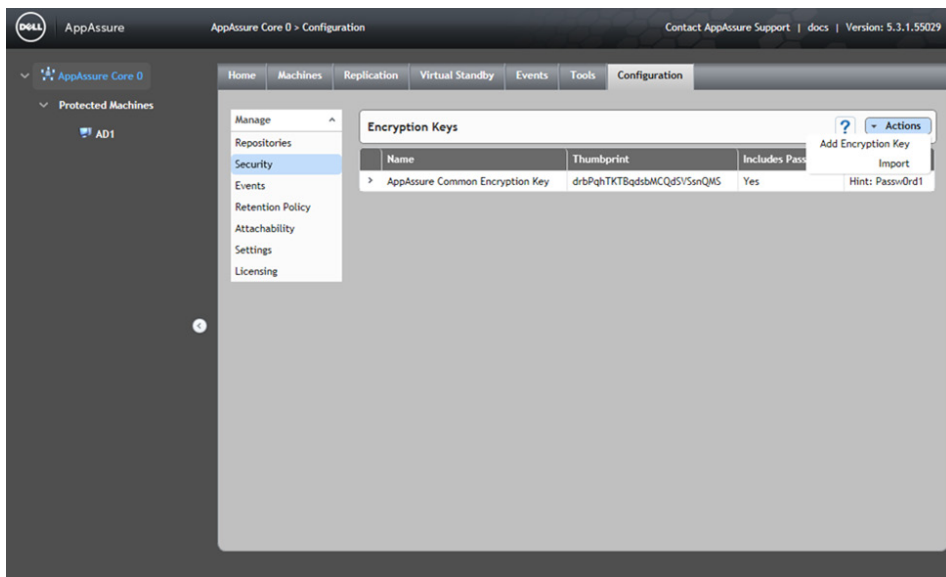 DELL AppAssure AppAssure Core 0 > Configuration Contact AppAssure Support | docs | Version: 5.3.1.55029
AppAssure Core 0
Protected Machines
AD1
Home Machines Replication Virtual Standby Events Tools Configuration
Manage
Repositories
Security
Events
Retention Policy
Attachability
Settings
Licensing
Encryption Keys ? Actions
Add Encryption Key
Import
Name Thumbprint Includes Pass
> AppAssure Common Encryption Key drbPqhTKTBqdsbMCQdSVSsnQMS Yes Hint: Passw0rd1